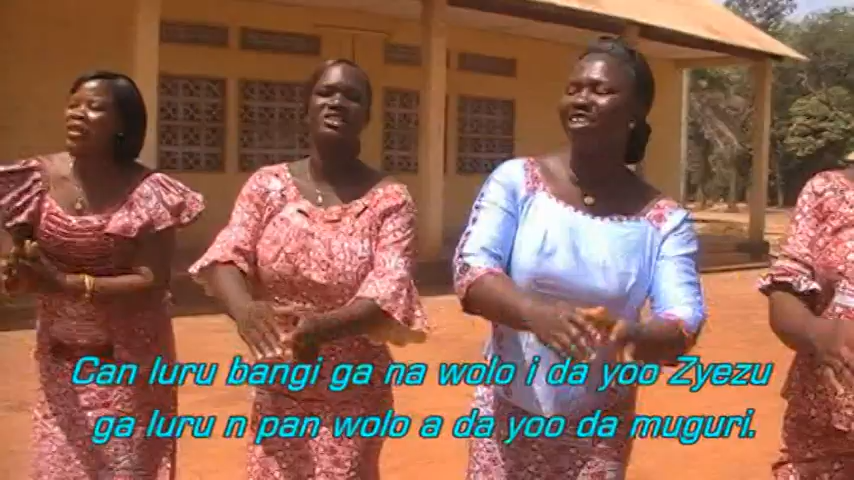 Can luru bangi ga na wolo i da yoo Zyezu
ga luru n pan wolo a da yoo da muguri.